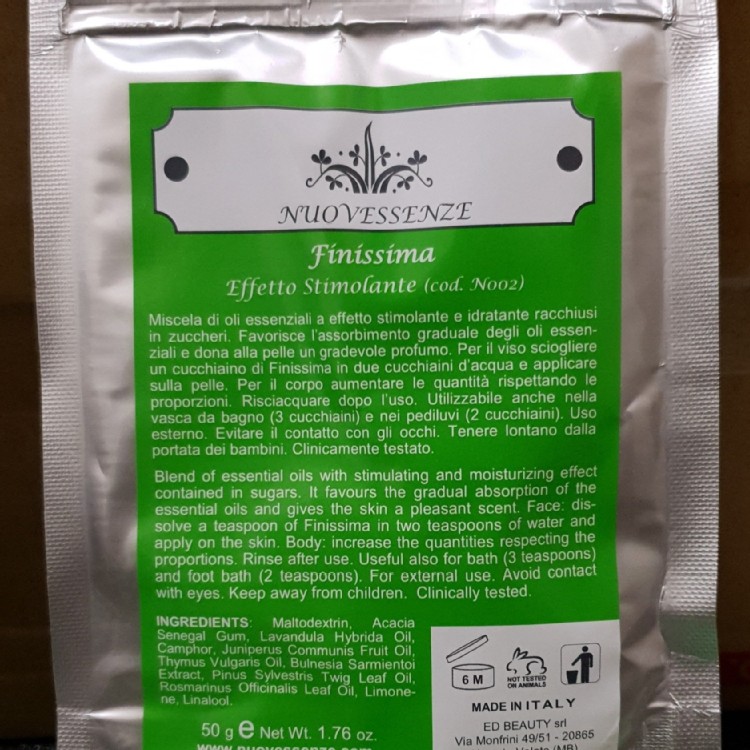 NUOVESSENZE
Finissima
Effetto Stimolante (cod. N002)
Miscela di oli essenziali a effetto stimolante e idratante racchiusi
in zuccheri. Favorisce l'assorbimento graduale degli oli essen-
ziali e dona alla pelle un gradevole profumo. Per il viso sciogliere
un cucchiaino di Finissima in due cucchiaini d'acqua e applicare
sulla pelle. Per il corpo aumentare le quantità rispettando le
proporzioni. Risciacquare dopo l'uso. Utilizzabile anche nella
vasca da bagno (3 cucchiaini) e nei pediluvi (2 cucchiaini). Uso
esterno. Evitare il contatto con gli occhi. Tenere lontano dalla
portata dei bambini. Clinicamente testato.
Blend of essential oils with stimulating and moisturizing effect
contained in sugars. It favours the gradual absorption of the
essential oils and gives the skin a pleasant scent. Face: dis-
solve a teaspoon of Finissima in two teaspoons of water and
apply on the skin. Body: increase the quantities respecting the
proportions. Rinse after use. Useful also for bath (3 teaspoons)
and foot bath (2 teaspoons). For external use. Avoid contact
with eyes. Keep away from children. Clinically tested.
INGREDIENTS: Maltodextrin, Acacia
Senegal Gum, Lavandula Hybrida Oil,
Camphor, Juniperus Communis Fruit Oil,
Thymus Vulgaris Oil, Bulnesia Sarmientoi
Extract, Pinus Sylvestris Twig Leaf Oil,
Rosmarinus Officinalis Leaf Oil, Limone-
ne, Linalool.
50 g e Net Wt. 1.76 oz.
www.nuovessenze.com
6 M
NOT TESTED
ON ANIMALS
MADE IN ITALY
ED BEAUTY srl
Via Monfrini 49/51 - 20865
(MB)